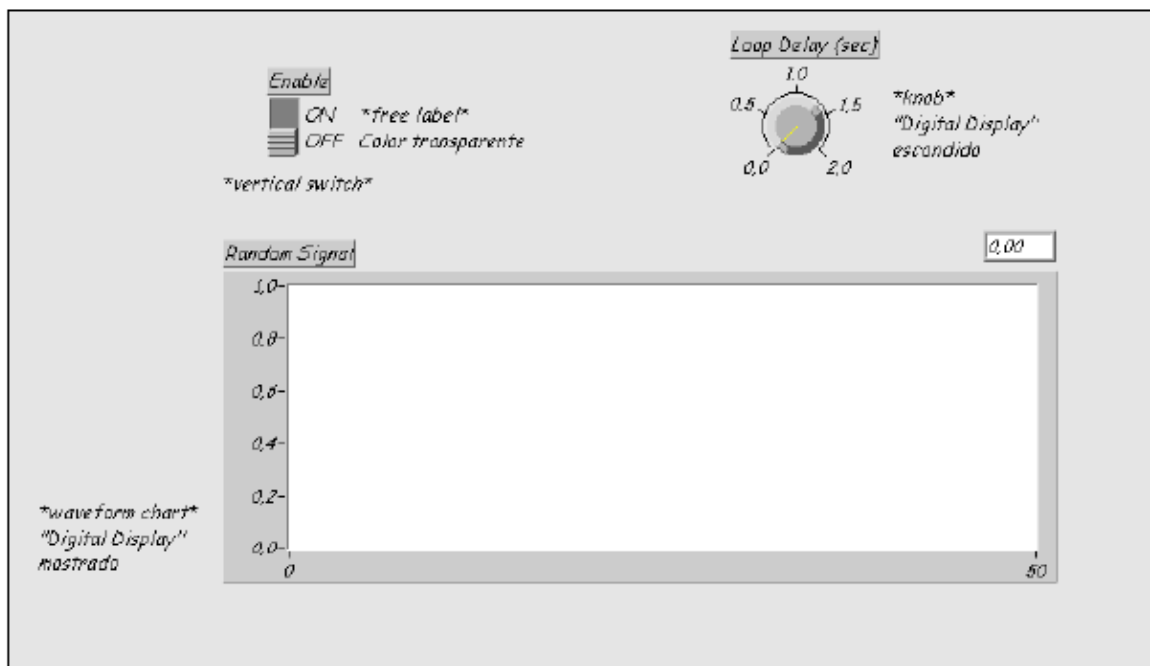 Enable
ON *free label*
OFF Color transparente
*vertical switch*
Loop Delay (sec)
1.0
0.5
1,5
0,0
2,0
*knob*
"Digital Display"
escondido
Random Signal
0,00
1,0
0,8
0,6
0,4
0,2
0,0
0
50
*waveform chart*
"Digital Display"
mostrado